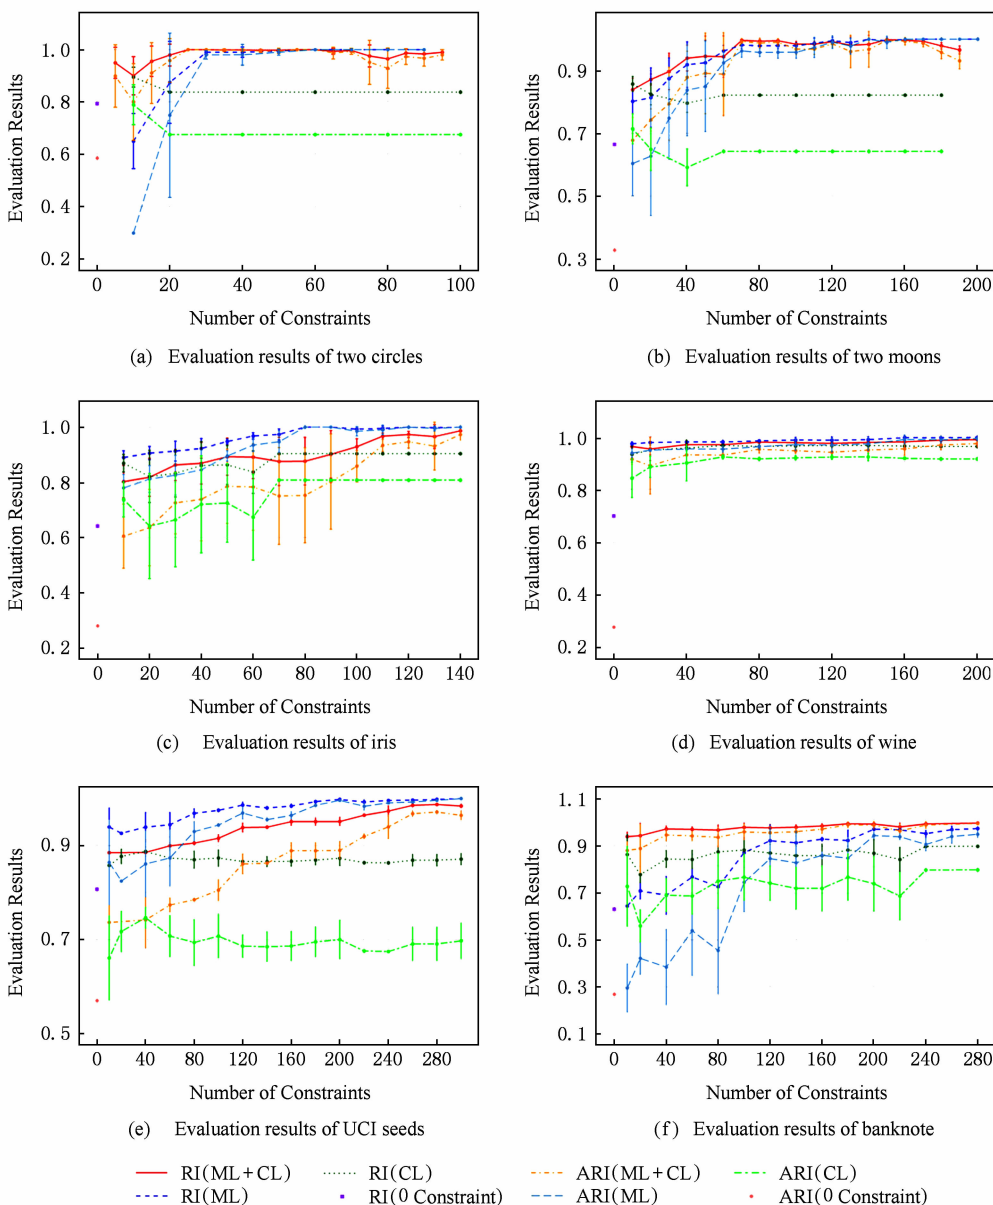 Evaluation Results
1.0
0.8
0.6
0.4
0.2
0 20 40 60 80 100
Number of Constraints
(a) Evaluation results of two circles
Evaluation Results
0.9
0.7
0.5
0.3
0 40 80 120 160 200
Number of Constraints
(b) Evaluation results of two moons
Evaluation Results
1.0
0.8
0.6
0.4
0.2
0 20 40 60 80 100 120 140
Number of Constraints
(c) Evaluation results of iris
Evaluation Results
1.0
0.8
0.6
0.4
0.2
0 40 80 120 160 200
Number of Constraints
(d) Evaluation results of wine
Evaluation Results
0.9
0.7
0.5
0 40 80 120 160 200 240 280
Number of Constraints
(e) Evaluation results of UCI seeds
Evaluation Results
1.1
0.9
0.7
0.5
0.3
0.1
0 40 80 120 160 200 240 280
Number of Constraints
(f) Evaluation results of banknote
RI(ML+CL) RI(CL) ARI(ML+CL) ARI(CL)
RI(ML) RI(0 Constraint) ARI(ML) ARI(0 Constraint)